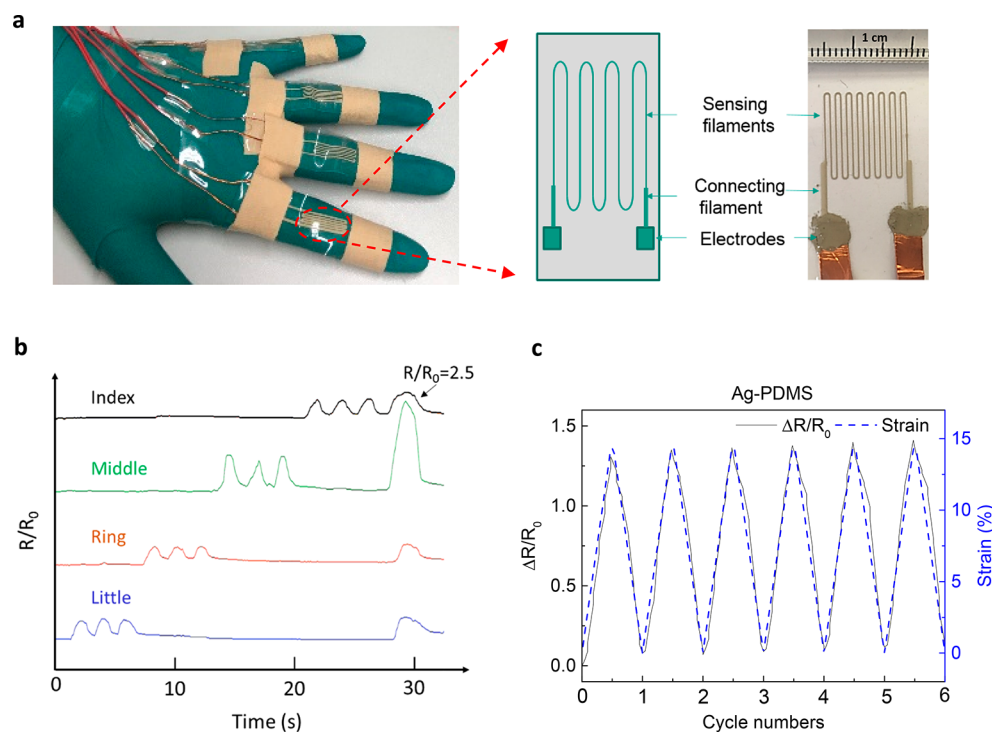 a
Sensing
filaments
Connecting
filament
Electrodes
1 cm
b
R/R₀=2.5
Index
Middle
Ring
Little
R/R₀
0
10
20
30
Time (s)
c
Ag-PDMS
ΔR/R₀
Strain
1.5
1.0
0.5
0.0
ΔR/R₀
15
10
5
0
Strain (%)
0
1
2
3
4
5
6
Cycle numbers